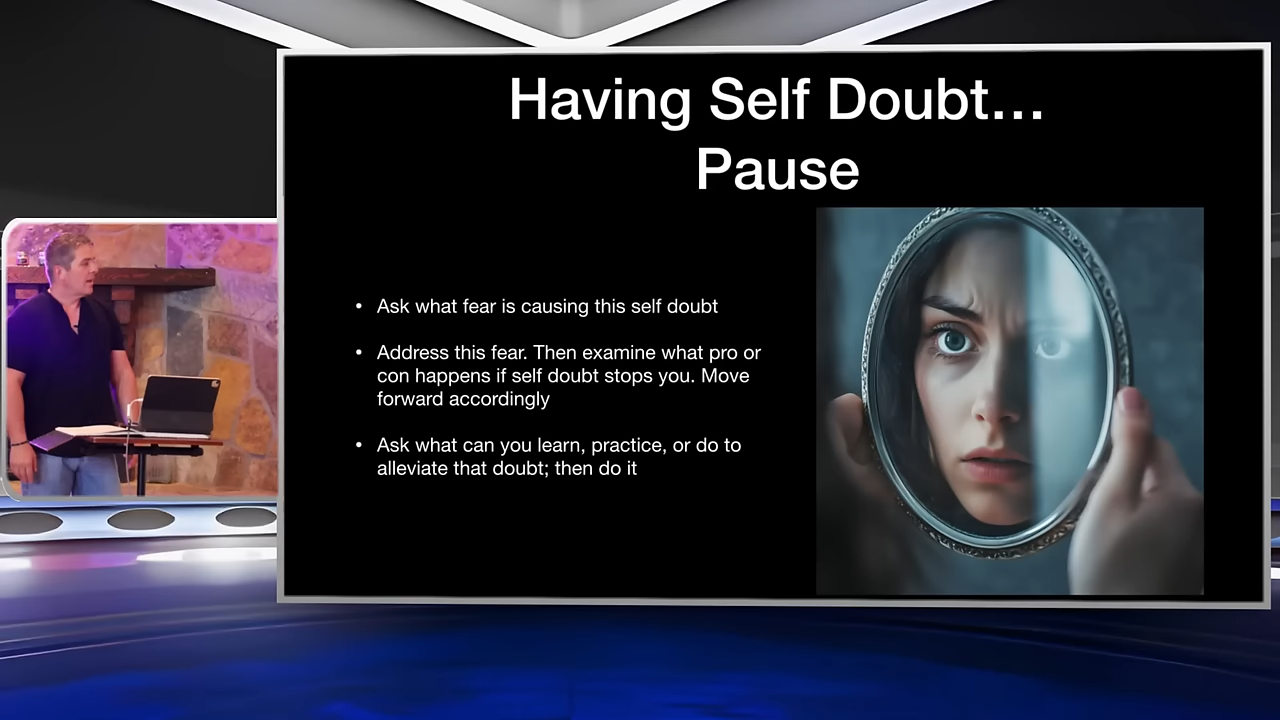 Having Self Doubt…
Pause
• Ask what fear is causing this self doubt
• Address this fear. Then examine what pro or
con happens if self doubt stops you. Move
forward accordingly
• Ask what can you learn, practice, or do to
alleviate that doubt; then do it